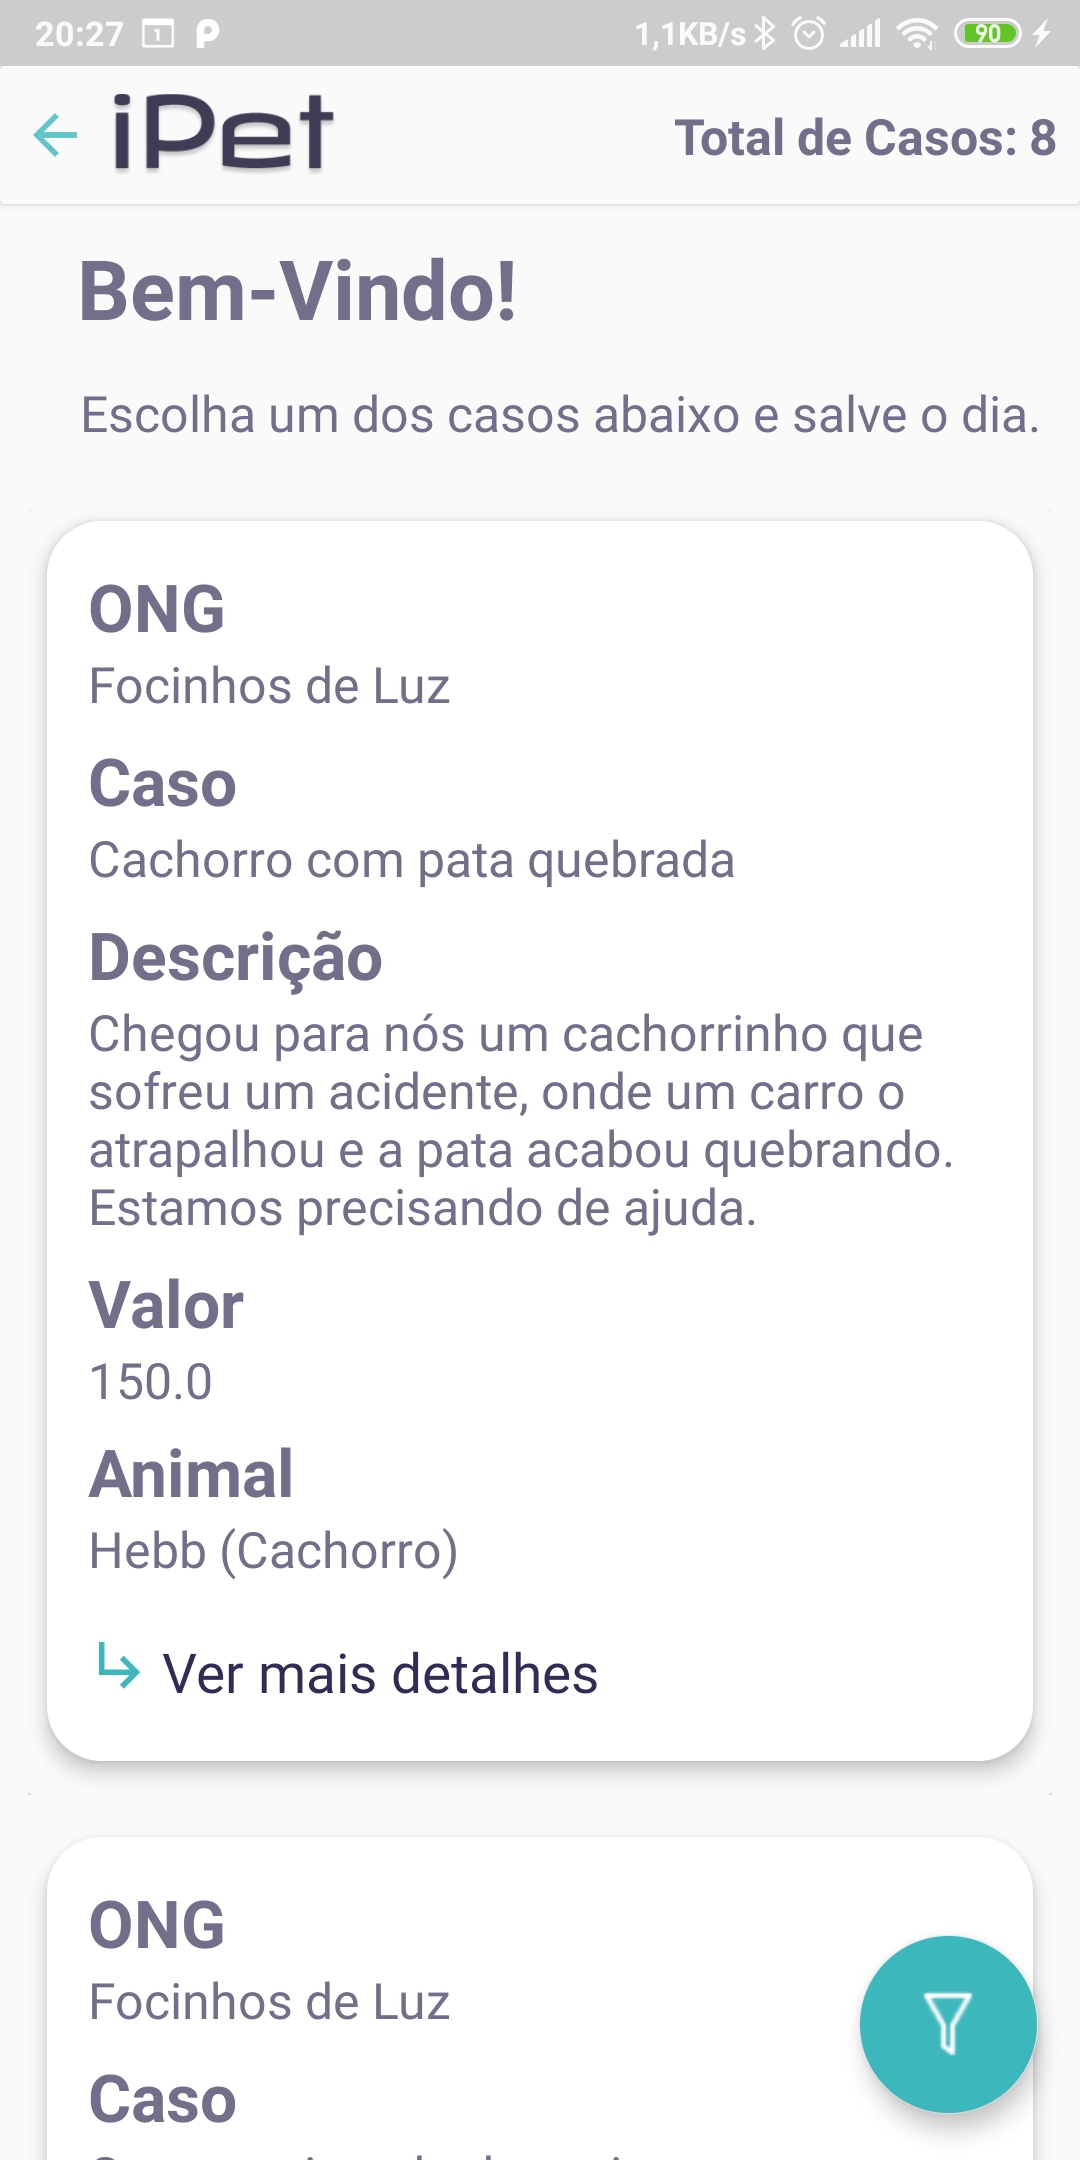 20:27 1 P 1,1KB/s 90
iPet Total de Casos: 8
Bem-Vindo!
Escolha um dos casos abaixo e salve o dia.
ONG
Focinhos de Luz
Caso
Cachorro com pata quebrada
Descrição
Chegou para nós um cachorrinho que
sofreu um acidente, onde um carro o
atrapalhou e a pata acabou quebrando.
Estamos precisando de ajuda.
Valor
150.0
Animal
Hebb (Cachorro)
Ver mais detalhes
ONG
Focinhos de Luz
Caso